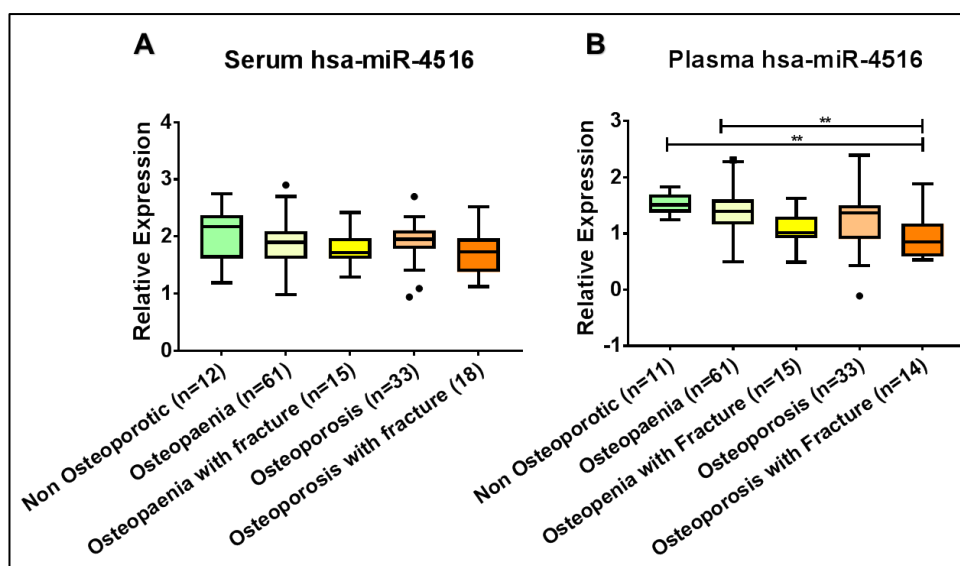 A
Serum hsa-miR-4516
Relative Expression
4
3
2
1
0
Non Osteoporotic (n=12)
Osteopaenia (n=61)
Osteopaenia with fracture (n=15)
Osteoporosis (n=33)
Osteoporosis with fracture (18)
B
Plasma hsa-miR-4516
Relative Expression
3
2
1
0
-1
**
**
Non Osteoporotic (n=11)
Osteopaenia (n=61)
Osteopenia with Fracture (n=15)
Osteoporosis (n=33)
Osteoporosis with Fracture (n=14)